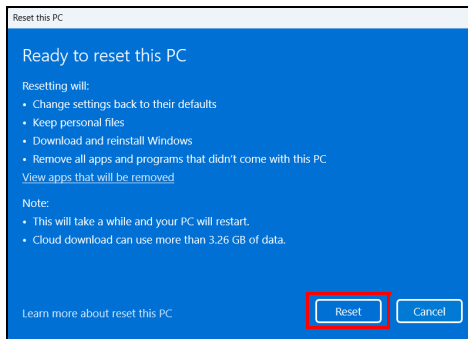 Reset this PC
Ready to reset this PC
Resetting will:
• Change settings back to their defaults
• Keep personal files
• Download and reinstall Windows
• Remove all apps and programs that didn't come with this PC
View apps that will be removed
Note:
• This will take a while and your PC will restart.
• Cloud download can use more than 3.26 GB of data.
Learn more about reset this PC
Reset
Cancel